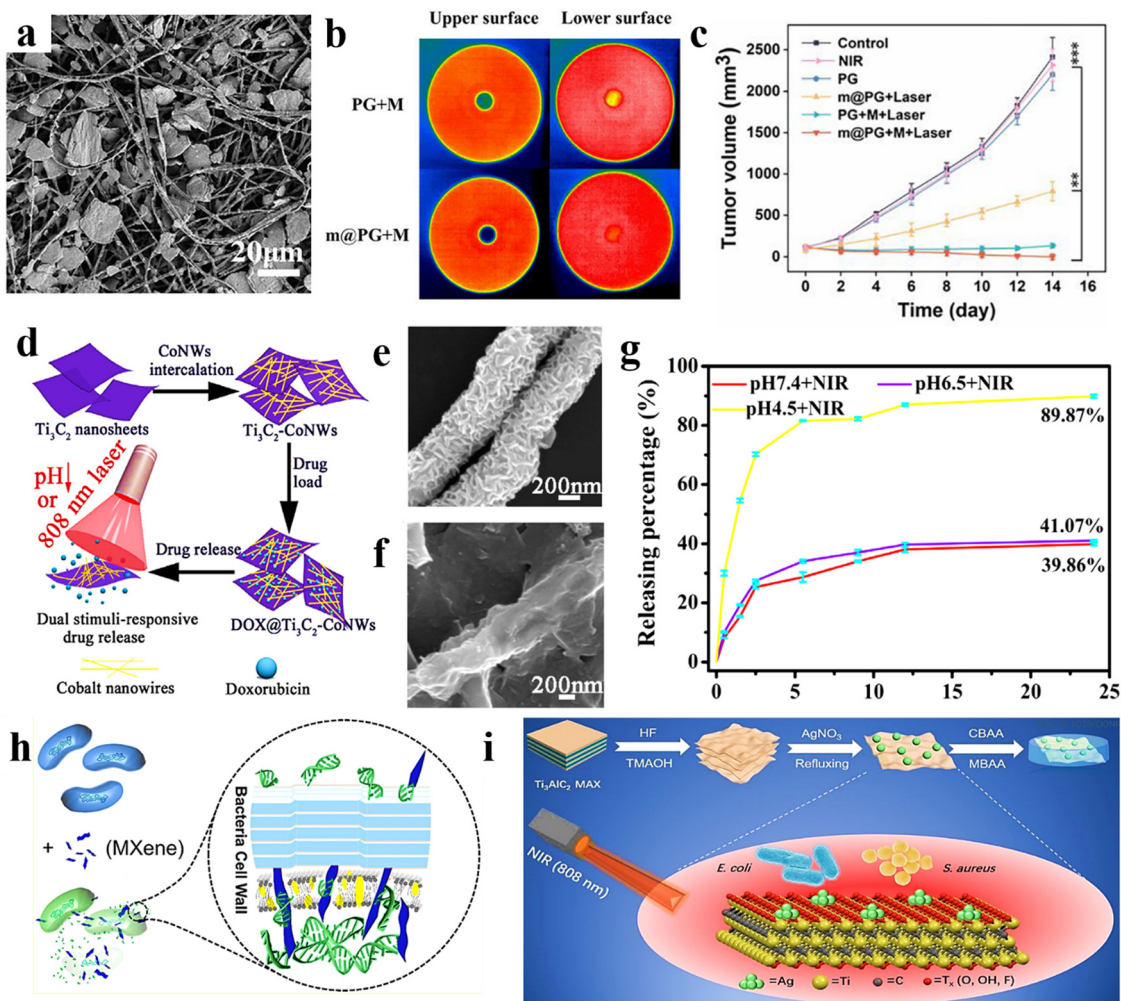 a
20μm
b
Upper surface
Lower surface
PG+M
m@PG+M
c
Tumor volume (mm³)
2500
2000
1500
1000
500
0
Control
NIR
PG
m@PG+Laser
PG+M+Laser
m@PG+M+Laser
***
**
0 2 4 6 8 10 12 14 16
Time (day)
d
CoNWs
intercalation
Ti₃C₂ nanosheets
Ti₃C₂-CoNWs
Drug
load
pH↓
or
808 nm laser
Drug release
DOX@Ti₃C₂-CoNWs
Dual stimuli-responsive
drug release
Cobalt nanowires
Doxorubicin
e
200nm
f
200nm
g
Releasing percentage (%)
100
80
60
40
20
0
pH7.4+NIR
pH6.5+NIR
pH4.5+NIR
89.87%
41.07%
39.86%
0 5 10 15 20 25
h
+ (MXene)
Bacteria Cell Wall
i
Ti₃AlC₂ MAX
HF
TMAOH
AgNO₃
Refluxing
CBAA
MBAA
NIR (808 nm)
E. coli
S. aureus
=Ag =Ti =C =Tₓ (O, OH, F)